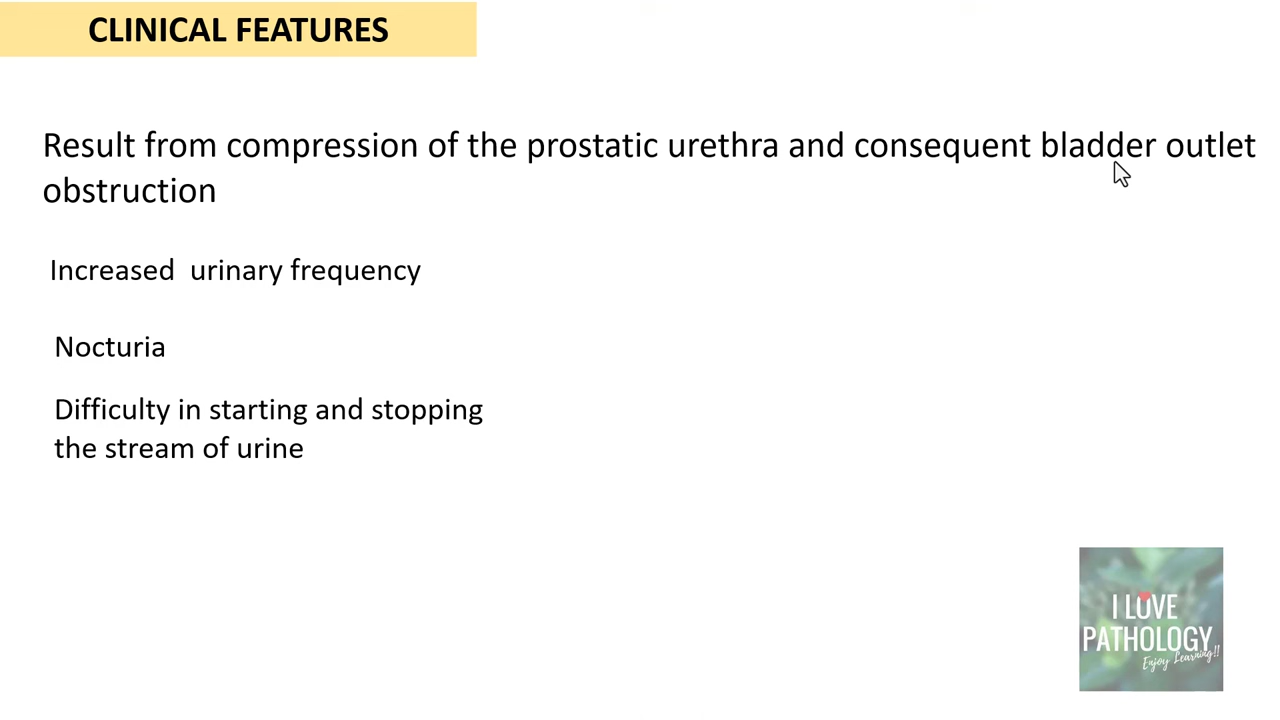 CLINICAL FEATURES
Result from compression of the prostatic urethra and consequent bladder outlet
obstruction
Increased  urinary frequency
Nocturia
Difficulty in starting and stopping
the stream of urine
I LOVE
PATHOLOGY
Enjoy Learning!!